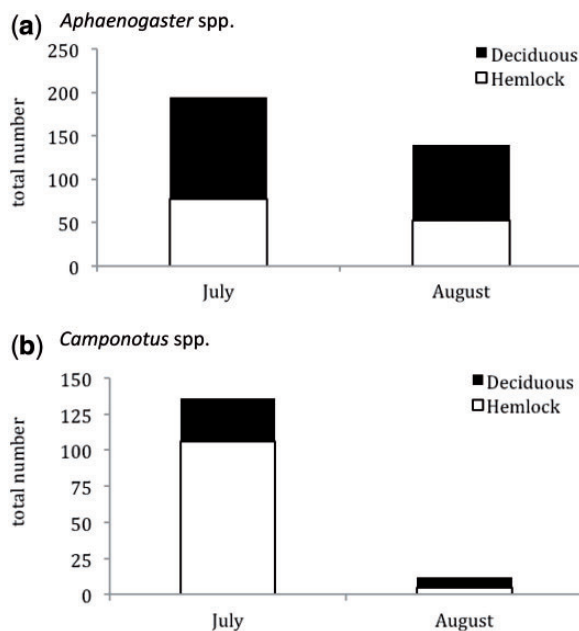 (a) Aphaenogaster spp.
250
200
150
100
50
0
total number
Deciduous
Hemlock
July August
(b) Camponotus spp.
150
125
100
75
50
25
0
total number
Deciduous
Hemlock
July August